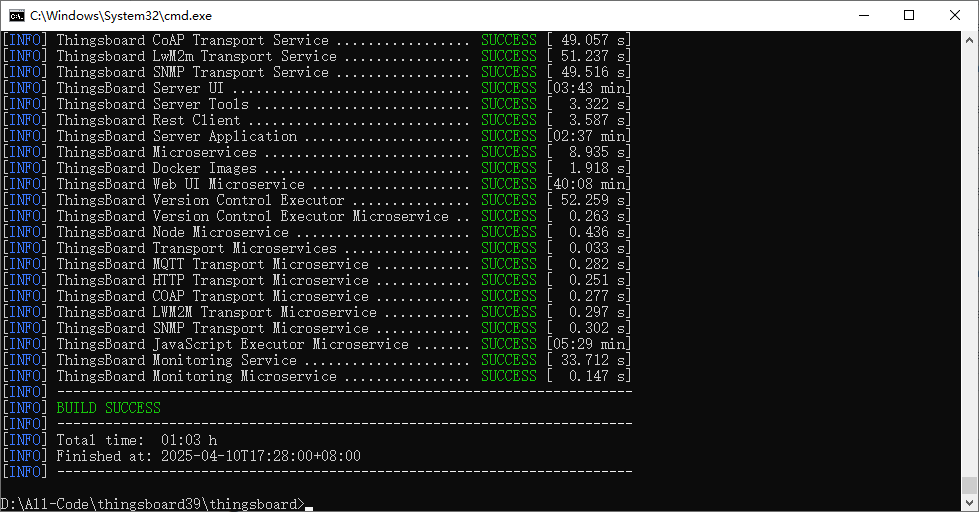 C:\Windows\System32\cmd.exe
[INFO] Thingsboard CoAP Transport Service ................. SUCCESS [ 49.057 s]
[INFO] Thingsboard LwM2m Transport Service ................ SUCCESS [ 51.237 s]
[INFO] Thingsboard SNMP Transport Service ................. SUCCESS [ 49.516 s]
[INFO] ThingsBoard Server UI .............................. SUCCESS [03:43 min]
[INFO] ThingsBoard Server Tools ........................... SUCCESS [  3.322 s]
[INFO] ThingsBoard Rest Client ............................ SUCCESS [  3.587 s]
[INFO] ThingsBoard Server Application ..................... SUCCESS [02:37 min]
[INFO] ThingsBoard Microservices .......................... SUCCESS [  8.935 s]
[INFO] ThingsBoard Docker Images .......................... SUCCESS [  1.918 s]
[INFO] ThingsBoard Web UI Microservice .................... SUCCESS [40:08 min]
[INFO] ThingsBoard Version Control Executor ............... SUCCESS [ 52.259 s]
[INFO] ThingsBoard Version Control Executor Microservice .. SUCCESS [  0.263 s]
[INFO] ThingsBoard Node Microservice ...................... SUCCESS [  0.436 s]
[INFO] ThingsBoard Transport Microservices ................ SUCCESS [  0.033 s]
[INFO] ThingsBoard MQTT Transport Microservice ............ SUCCESS [  0.282 s]
[INFO] ThingsBoard HTTP Transport Microservice ............ SUCCESS [  0.251 s]
[INFO] ThingsBoard COAP Transport Microservice ............ SUCCESS [  0.277 s]
[INFO] ThingsBoard LWM2M Transport Microservice ........... SUCCESS [  0.297 s]
[INFO] ThingsBoard SNMP Transport Microservice ............ SUCCESS [  0.302 s]
[INFO] ThingsBoard JavaScript Executor Microservice ....... SUCCESS [05:29 min]
[INFO] ThingsBoard Monitoring Service ..................... SUCCESS [ 33.712 s]
[INFO] ThingsBoard Monitoring Microservice ................ SUCCESS [  0.147 s]
[INFO] ------------------------------------------------------------------------
[INFO] BUILD SUCCESS
[INFO] ------------------------------------------------------------------------
[INFO] Total time:  01:03 h
[INFO] Finished at: 2025-04-10T17:28:00+08:00
[INFO] ------------------------------------------------------------------------
D:\All-Code\thingsboard39\thingsboard>